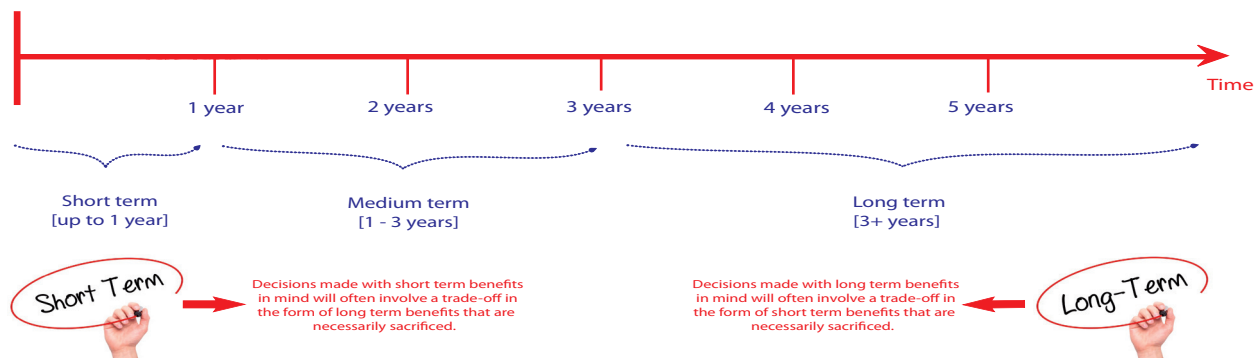 Time
1 year
2 years
3 years
4 years
5 years
Short term
[up to 1 year]
Medium term
[1 - 3 years]
Long term
[3+ years]
Short Term
Decisions made with short term benefits
in mind will often involve a trade-off in
the form of long term benefits that are
necessarily sacrificed.
Decisions made with long term benefits
in mind will often involve a trade-off in
the form of short term benefits that are
necessarily sacrificed.
Long-Term